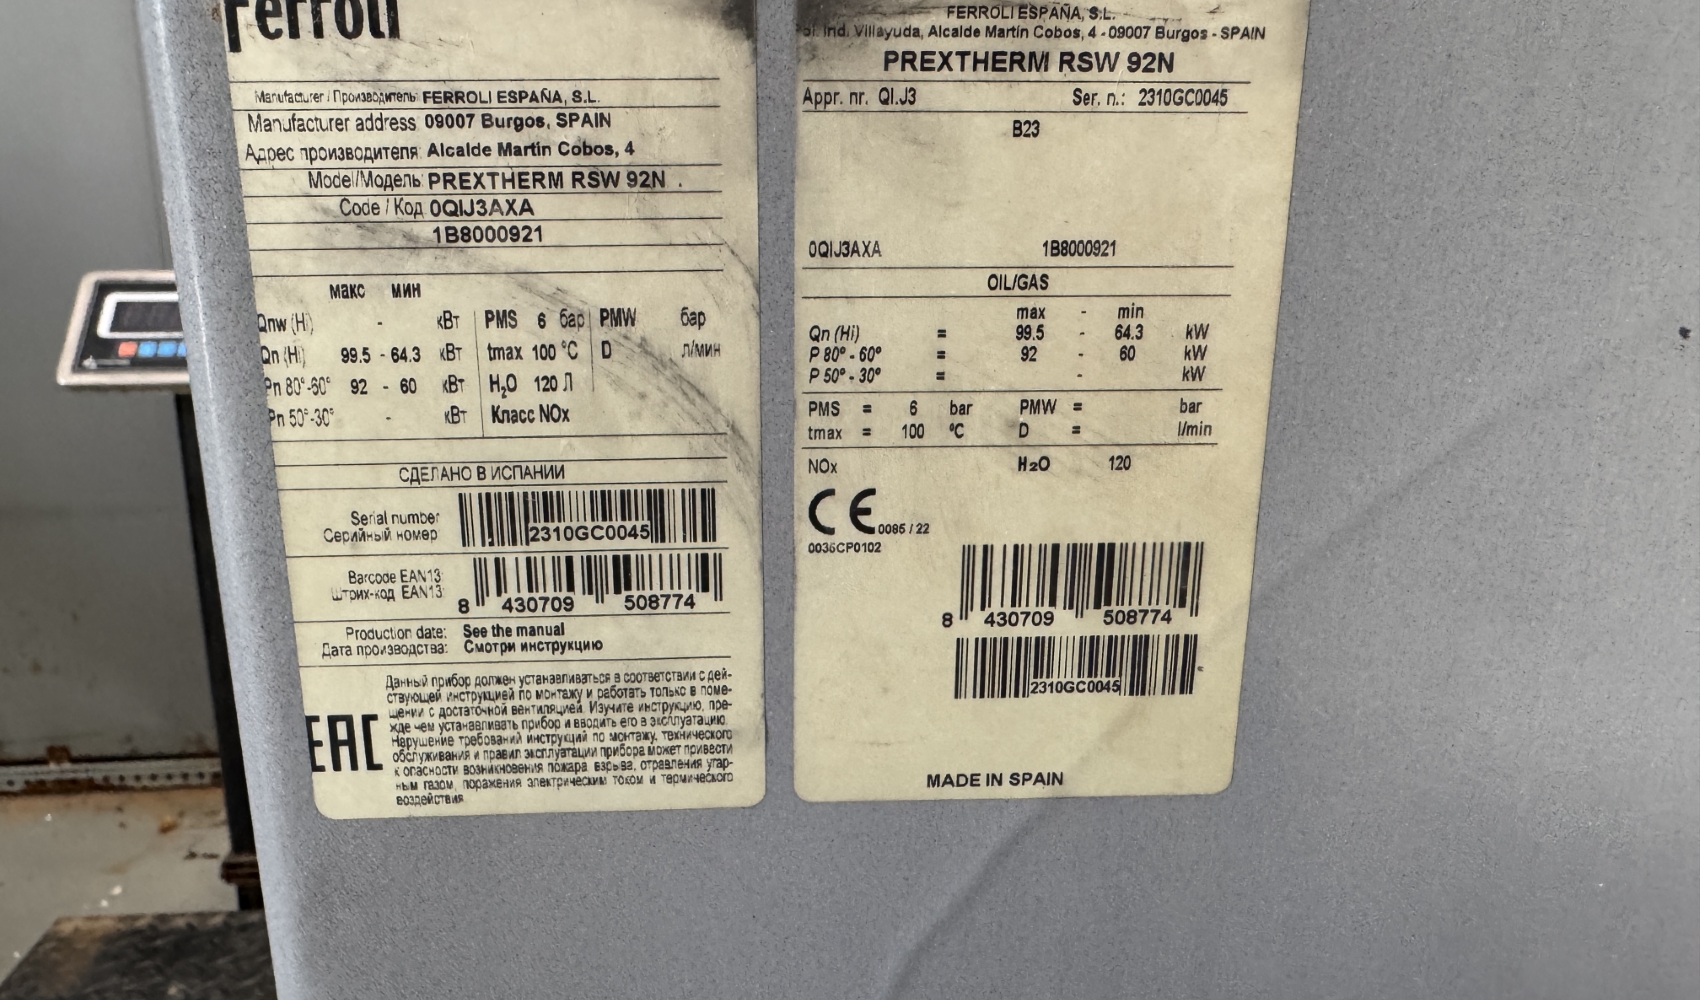 Ferroli
Manufacturer / Производитель: FERROLI ESPAÑA, S.L.
Manufacturer address 09007 Burgos, SPAIN
Адрес производителя: Alcalde Martín Cobos, 4
Model/Модель: PREXTHERM RSW 92N
Code / Код 0QIJ3AXA
1B8000921
макс мин
Qnw (Hi) - кВт PMS 6 бар PMW бар
Qn (Hi) 99.5 - 64.3 кВт tmax 100 °C D л/мин
Pn 80°-60° 92 - 60 кВт H₂O 120 Л
Pn 50°-30° - кВт Класс NOx
СДЕЛАНО В ИСПАНИИ
Serial number
Серийный номер
2310GC0045
Barcode EAN13:
Штрих-код EAN13:
8 430709 508774
Production date: See the manual
Дата производства: Смотри инструкцию
EAC
Данный прибор должен устанавливаться в соответствии с дей-
ствующей инструкцией по монтажу и работать только в поме-
щении с достаточной вентиляцией. Изучите инструкцию, пре-
жде чем устанавливать прибор и вводить его в эксплуатацию.
Нарушение требований инструкций по монтажу, технического
обслуживания и правил эксплуатации прибора может привести
к опасности возникновения пожара, взрыва, отравления угар-
ным газом, поражения электрическим током и термического
воздействия
FERROLI ESPAÑA, S.L.
Pol. Ind. Villayuda, Alcalde Martín Cobos, 4 - 09007 Burgos - SPAIN
PREXTHERM RSW 92N
Appr. nr. QI.J3 Ser. n.: 2310GC0045
B23
0QIJ3AXA 1B8000921
OIL/GAS
max - min
Qn (Hi) = 99.5 - 64.3 kW
P 80º - 60º = 92 - 60 kW
P 50º - 30º = - kW
PMS = 6 bar PMW = bar
tmax = 100 ºC D = l/min
NOx H₂O 120
CE 0085 / 22
0036CP0102
8 430709 508774
2310GC0045
MADE IN SPAIN